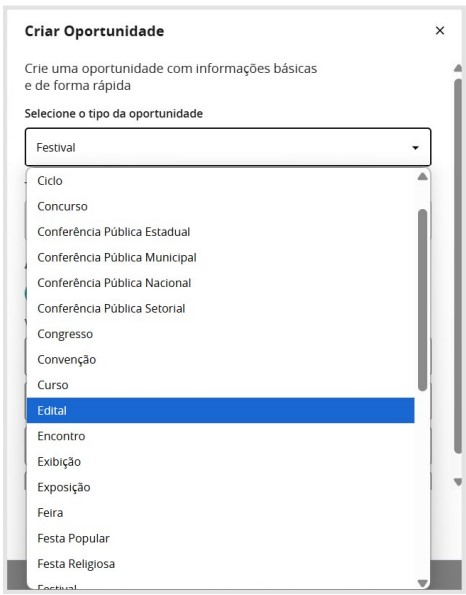 Criar Oportunidade
×
Crie uma oportunidade com informações básicas
e de forma rápida
Selecione o tipo da oportunidade
Festival
Ciclo
Concurso
Conferência Pública Estadual
Conferência Pública Municipal
Conferência Pública Nacional
Conferência Pública Setorial
Congresso
Convenção
Curso
Edital
Encontro
Exibição
Exposição
Feira
Festa Popular
Festa Religiosa
Festival